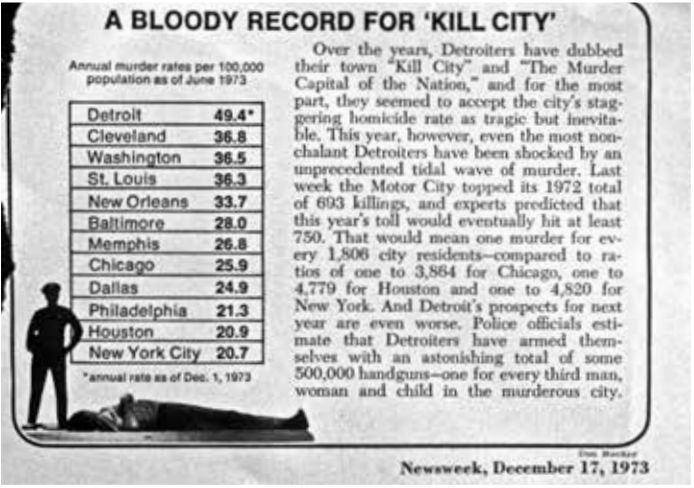 A BLOODY RECORD FOR 'KILL CITY'
Annual murder rates per 100,000
population as of June 1973
Detroit 49.4*
Cleveland 36.8
Washington 36.5
St. Louis 36.3
New Orleans 33.7
Baltimore 28.0
Memphis 26.8
Chicago 25.9
Dallas 24.9
Philadelphia 21.3
Houston 20.9
New York City 20.7
*annual rate as of Dec. 1, 1973
Over the years, Detroiters have dubbed
their town "Kill City" and "The Murder
Capital of the Nation," and for the most
part, they seemed to accept the city's stag-
gering homicide rate as tragic but inevita-
ble. This year, however, even the most non-
chalant Detroiters have been shocked by an
unprecedented tidal wave of murder. Last
week the Motor City topped its 1972 total
of 693 killings, and experts predicted that
this year's toll would eventually hit at least
750. That would mean one murder for ev-
ery 1,806 city residents—compared to ra-
tios of one to 3,864 for Chicago, one to
4,779 for Houston and one to 4,820 for
New York. And Detroit's prospects for next
year are even worse. Police officials esti-
mate that Detroiters have armed them-
selves with an astonishing total of some
500,000 handguns—one for every third man,
woman and child in the murderous city.
Newsweek, December 17, 1973